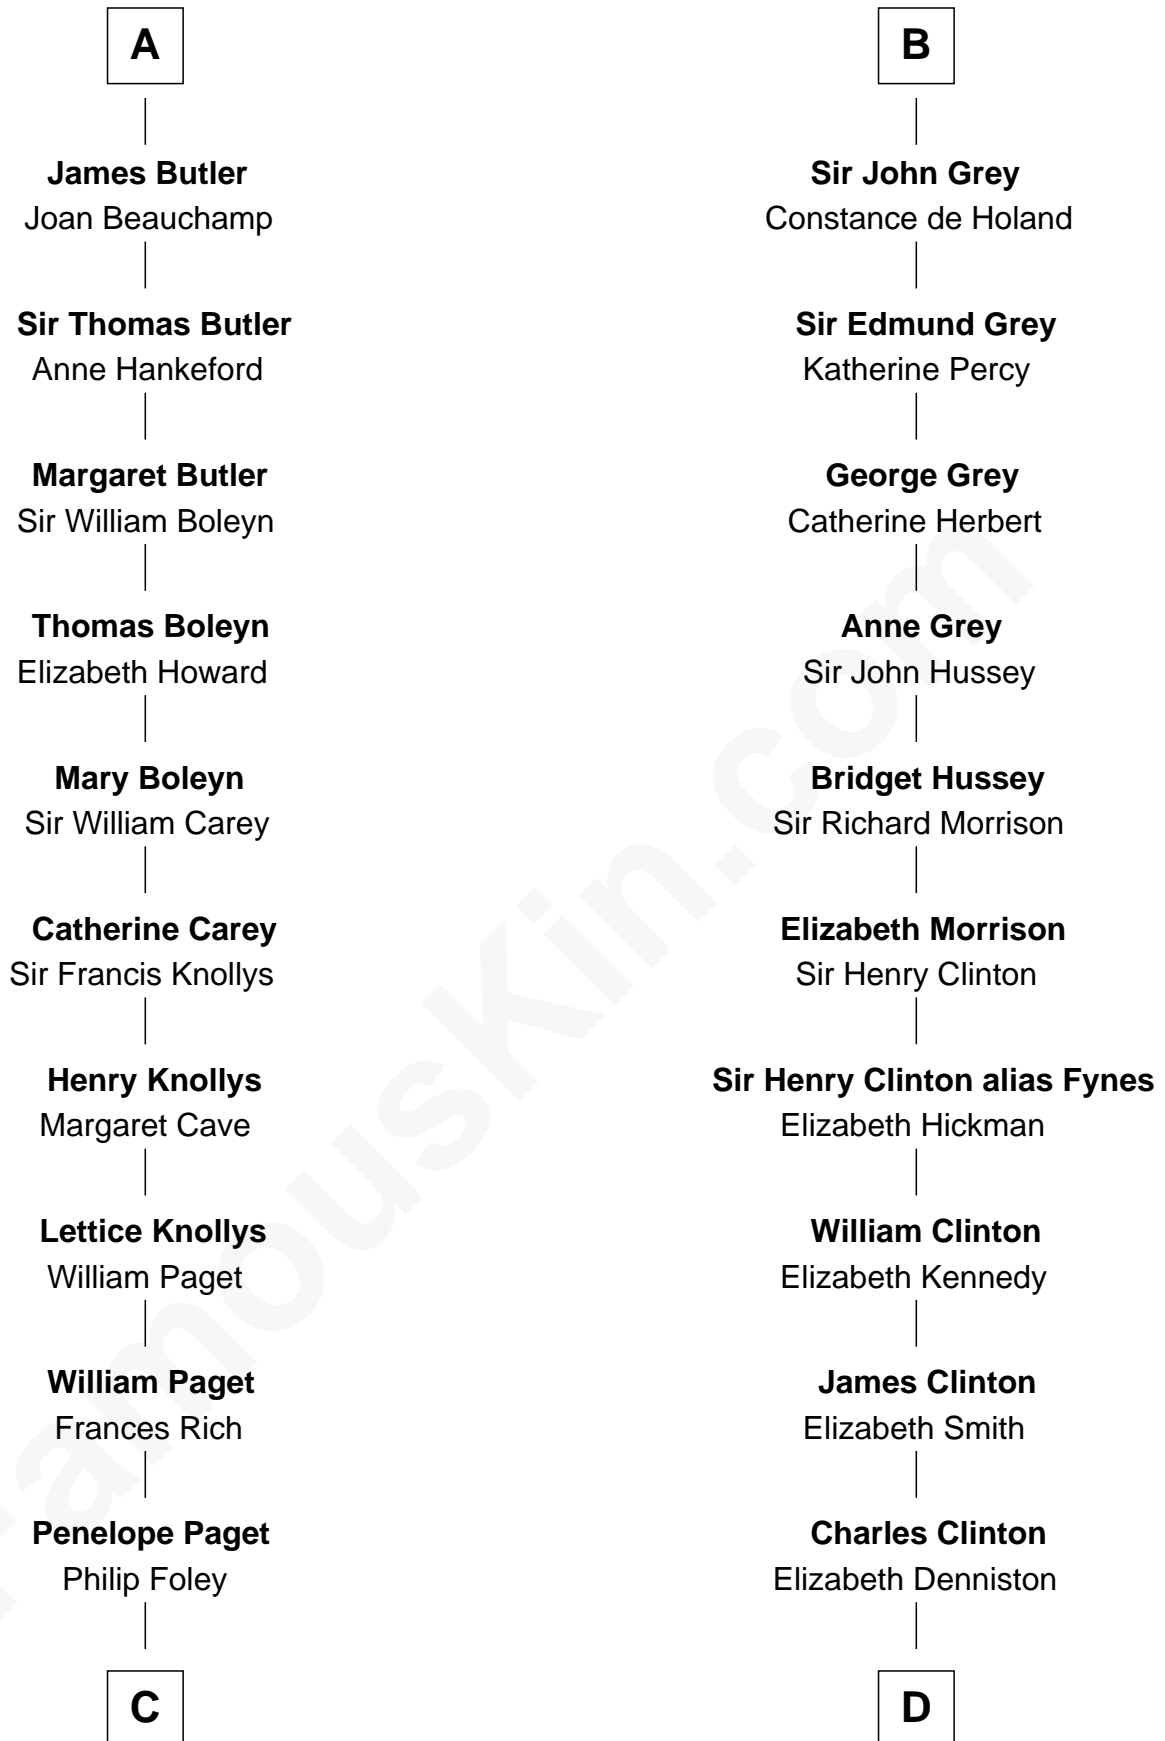 A
James Butler
Joan Beauchamp
Sir Thomas Butler
Anne Hankeford
Margaret Butler
Sir William Boleyn
Thomas Boleyn
Elizabeth Howard
Mary Boleyn
Sir William Carey
Catherine Carey
Sir Francis Knollys
Henry Knollys
Margaret Cave
Lettice Knollys
William Paget
William Paget
Frances Rich
Penelope Paget
Philip Foley
C
B
Sir John Grey
Constance de Holand
Sir Edmund Grey
Katherine Percy
George Grey
Catherine Herbert
Anne Grey
Sir John Hussey
Bridget Hussey
Sir Richard Morrison
Elizabeth Morrison
Sir Henry Clinton
Sir Henry Clinton alias Fynes
Elizabeth Hickman
William Clinton
Elizabeth Kennedy
James Clinton
Elizabeth Smith
Charles Clinton
Elizabeth Denniston
D
FamousKin.com